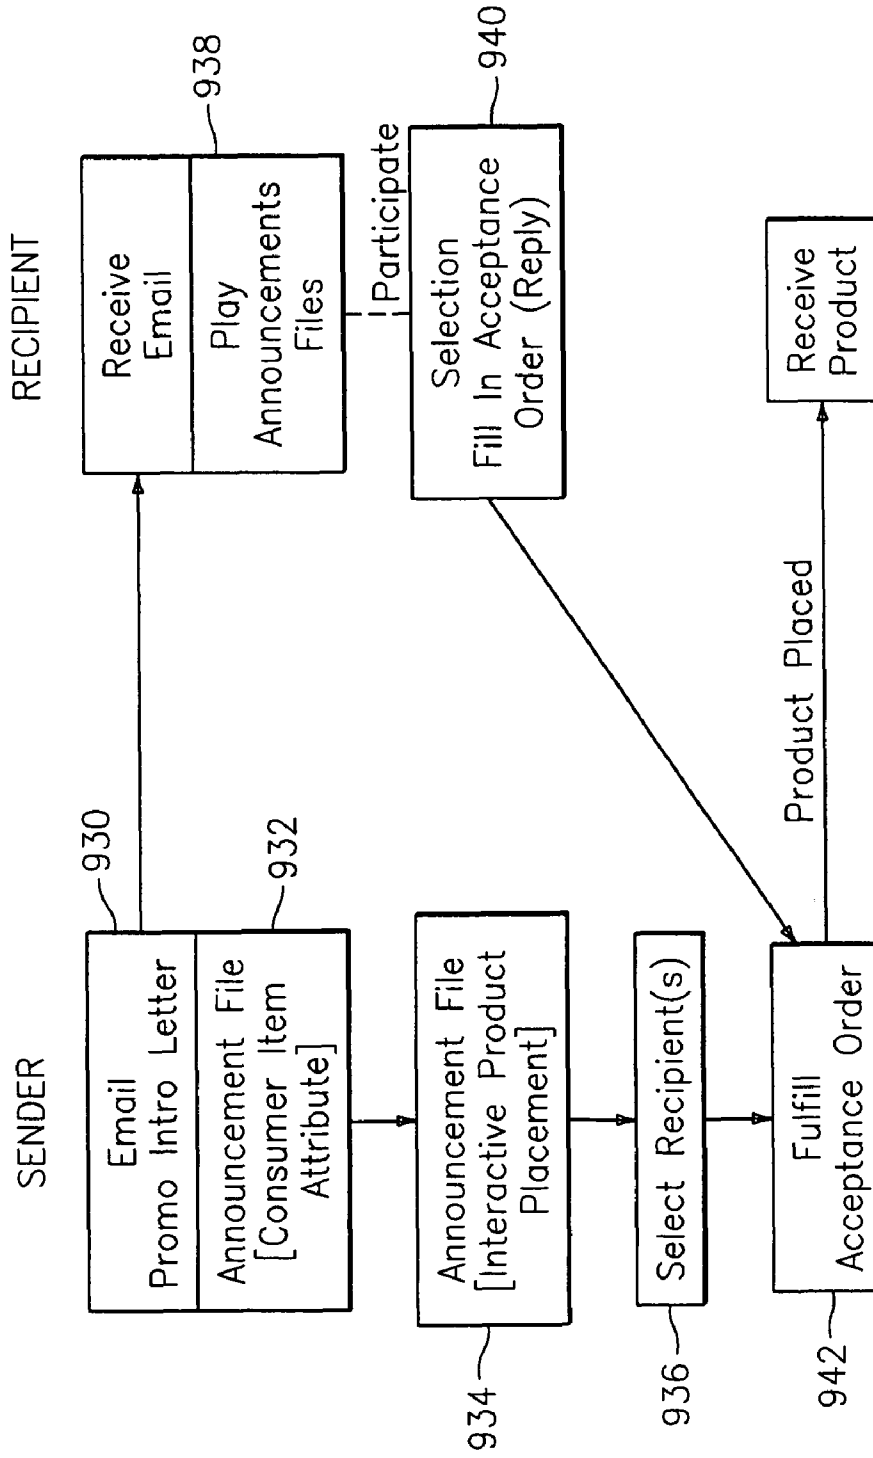 SENDER
RECIPIENT
930
Email
Promo Intro Letter
932
Announcement File
[Consumer Item
Attribute]
Receive
Email
938
Play
Announcements
Files
Participate
934
Announcement File
[Interactive Product
Placement]
940
Selection
Fill In Acceptance
Order (Reply)
936
Select Recipient(s)
942
Fulfill
Acceptance Order
Product Placed
Receive
Product